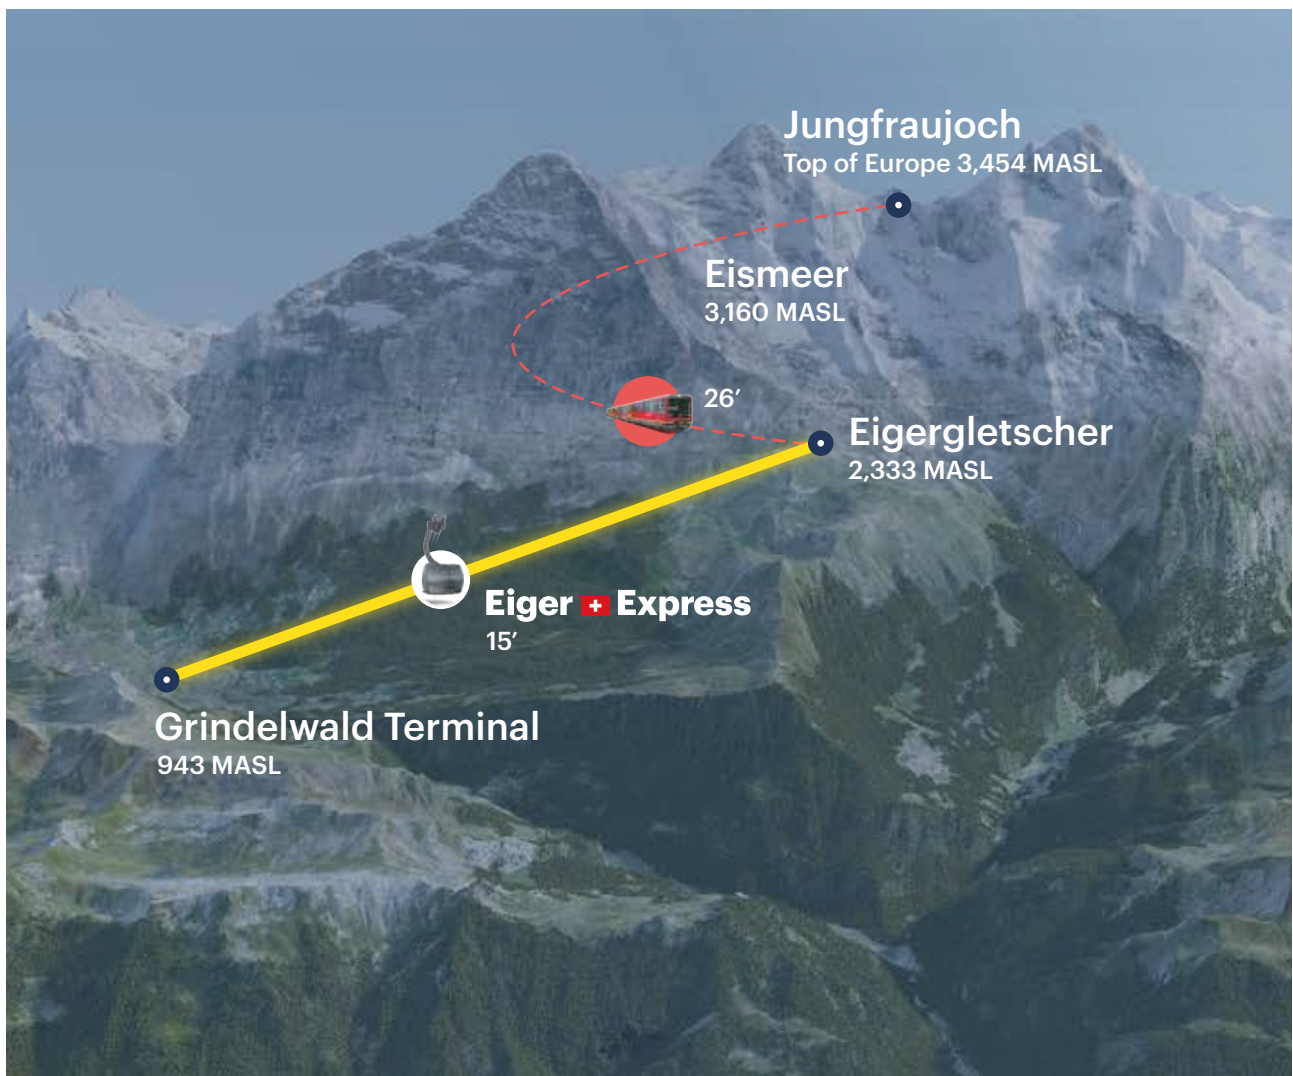 Jungfraujoch
Top of Europe 3,454 MASL
Eismeer
3,160 MASL
26′
Eigergletscher
2,333 MASL
Eiger Express
15′
Grindelwald Terminal
943 MASL